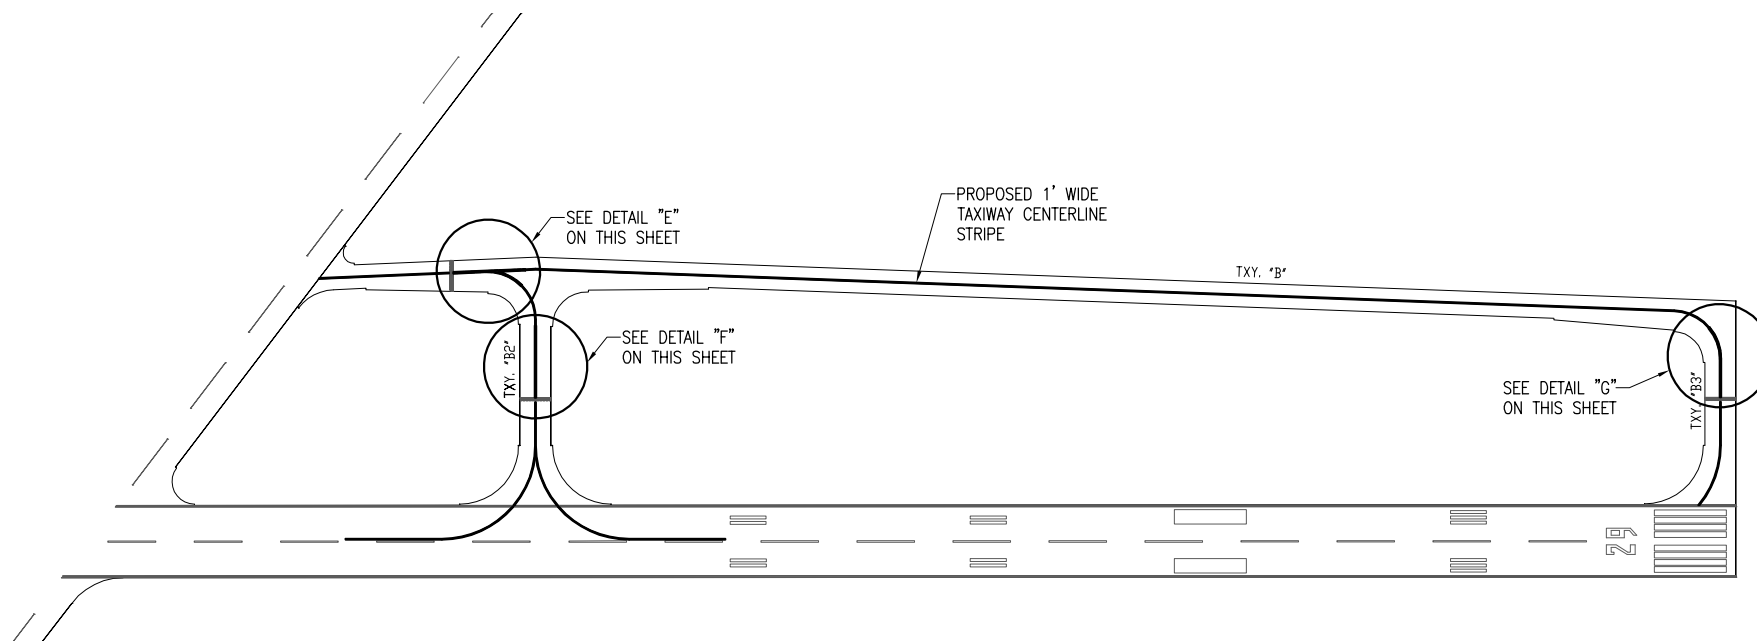 PROPOSED 1' WIDE
TAXIWAY CENTERLINE
STRIPE
SEE DETAIL "E"
ON THIS SHEET
TXY. "B"
SEE DETAIL "F"
ON THIS SHEET
TXY. "B2"
SEE DETAIL "G"
ON THIS SHEET
TXY. "B3"
29